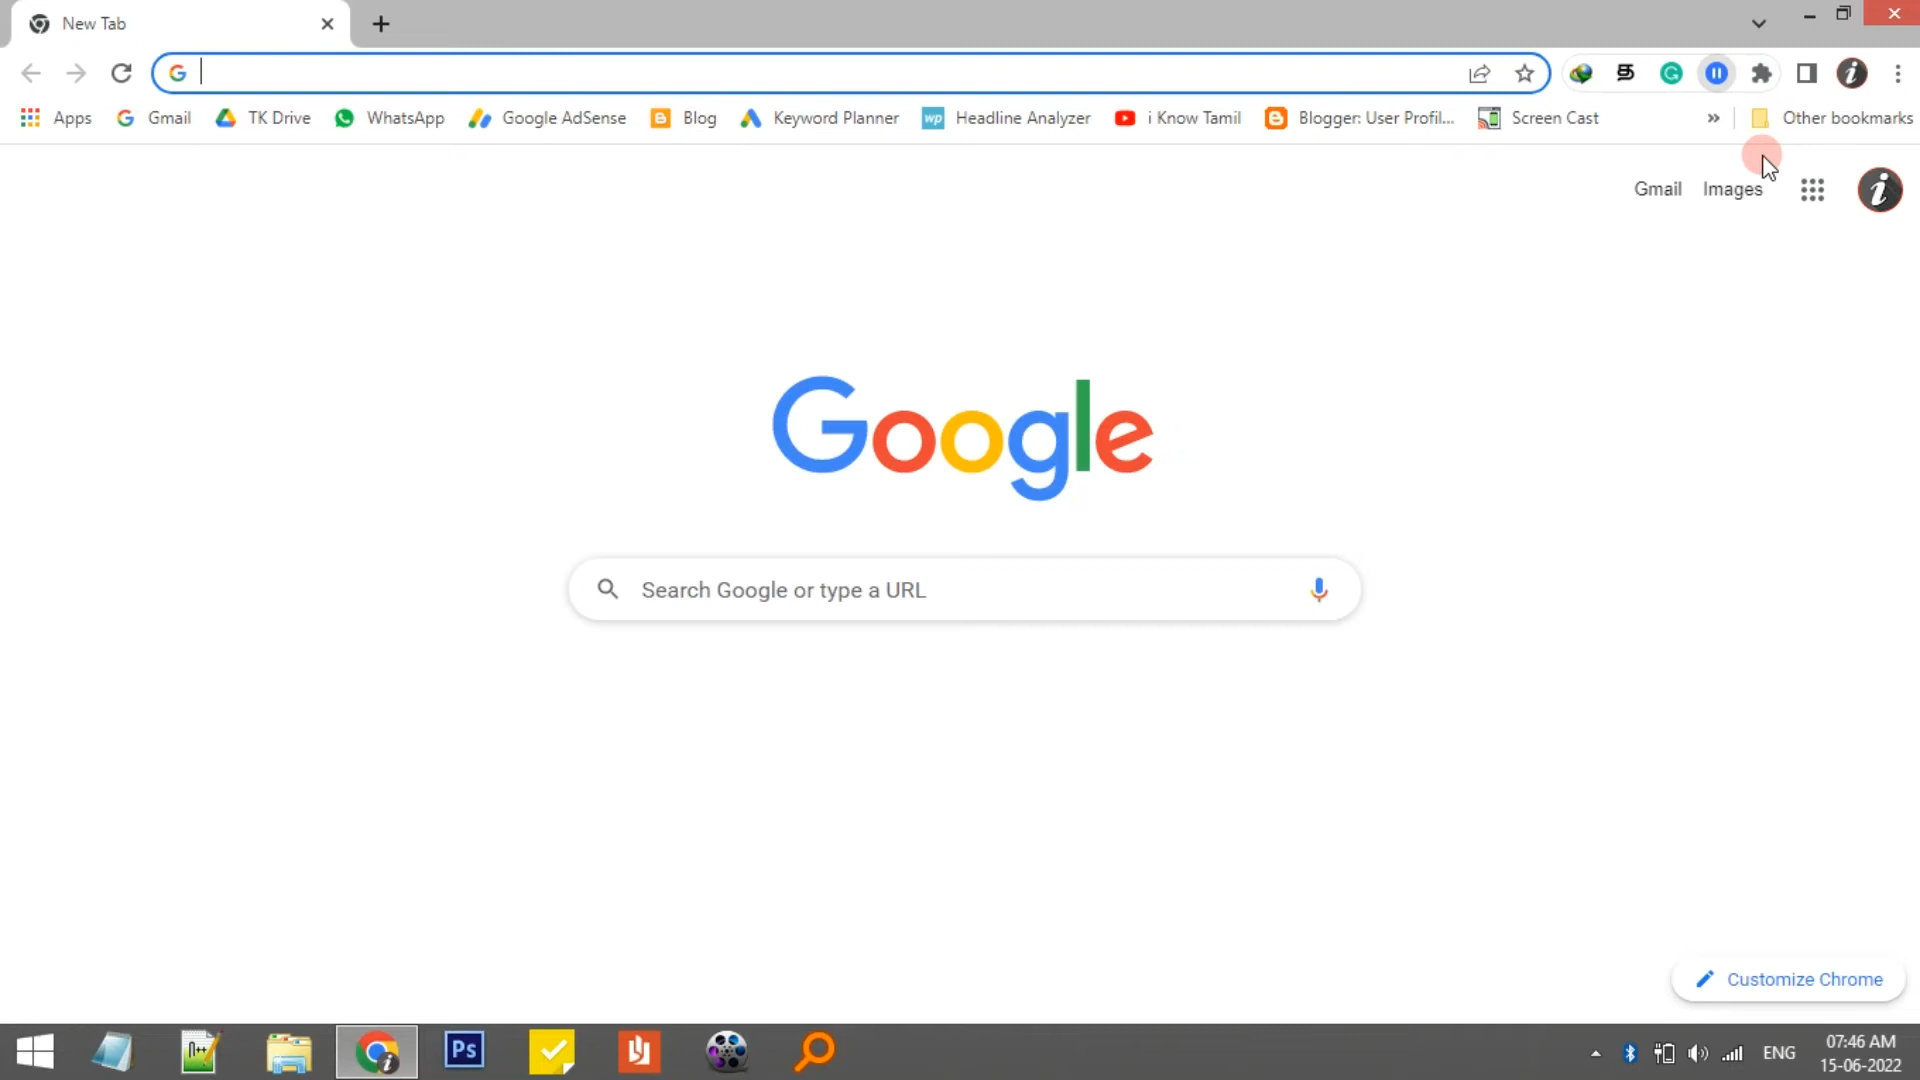 New Tab
Apps Gmail TK Drive WhatsApp Google AdSense Blog Keyword Planner wp Headline Analyzer i Know Tamil Blogger: User Profil... Screen Cast » Other bookmarks
Gmail Images
Google
Search Google or type a URL
Customize Chrome
Ps
ENG
07:46 AM
15-06-2022